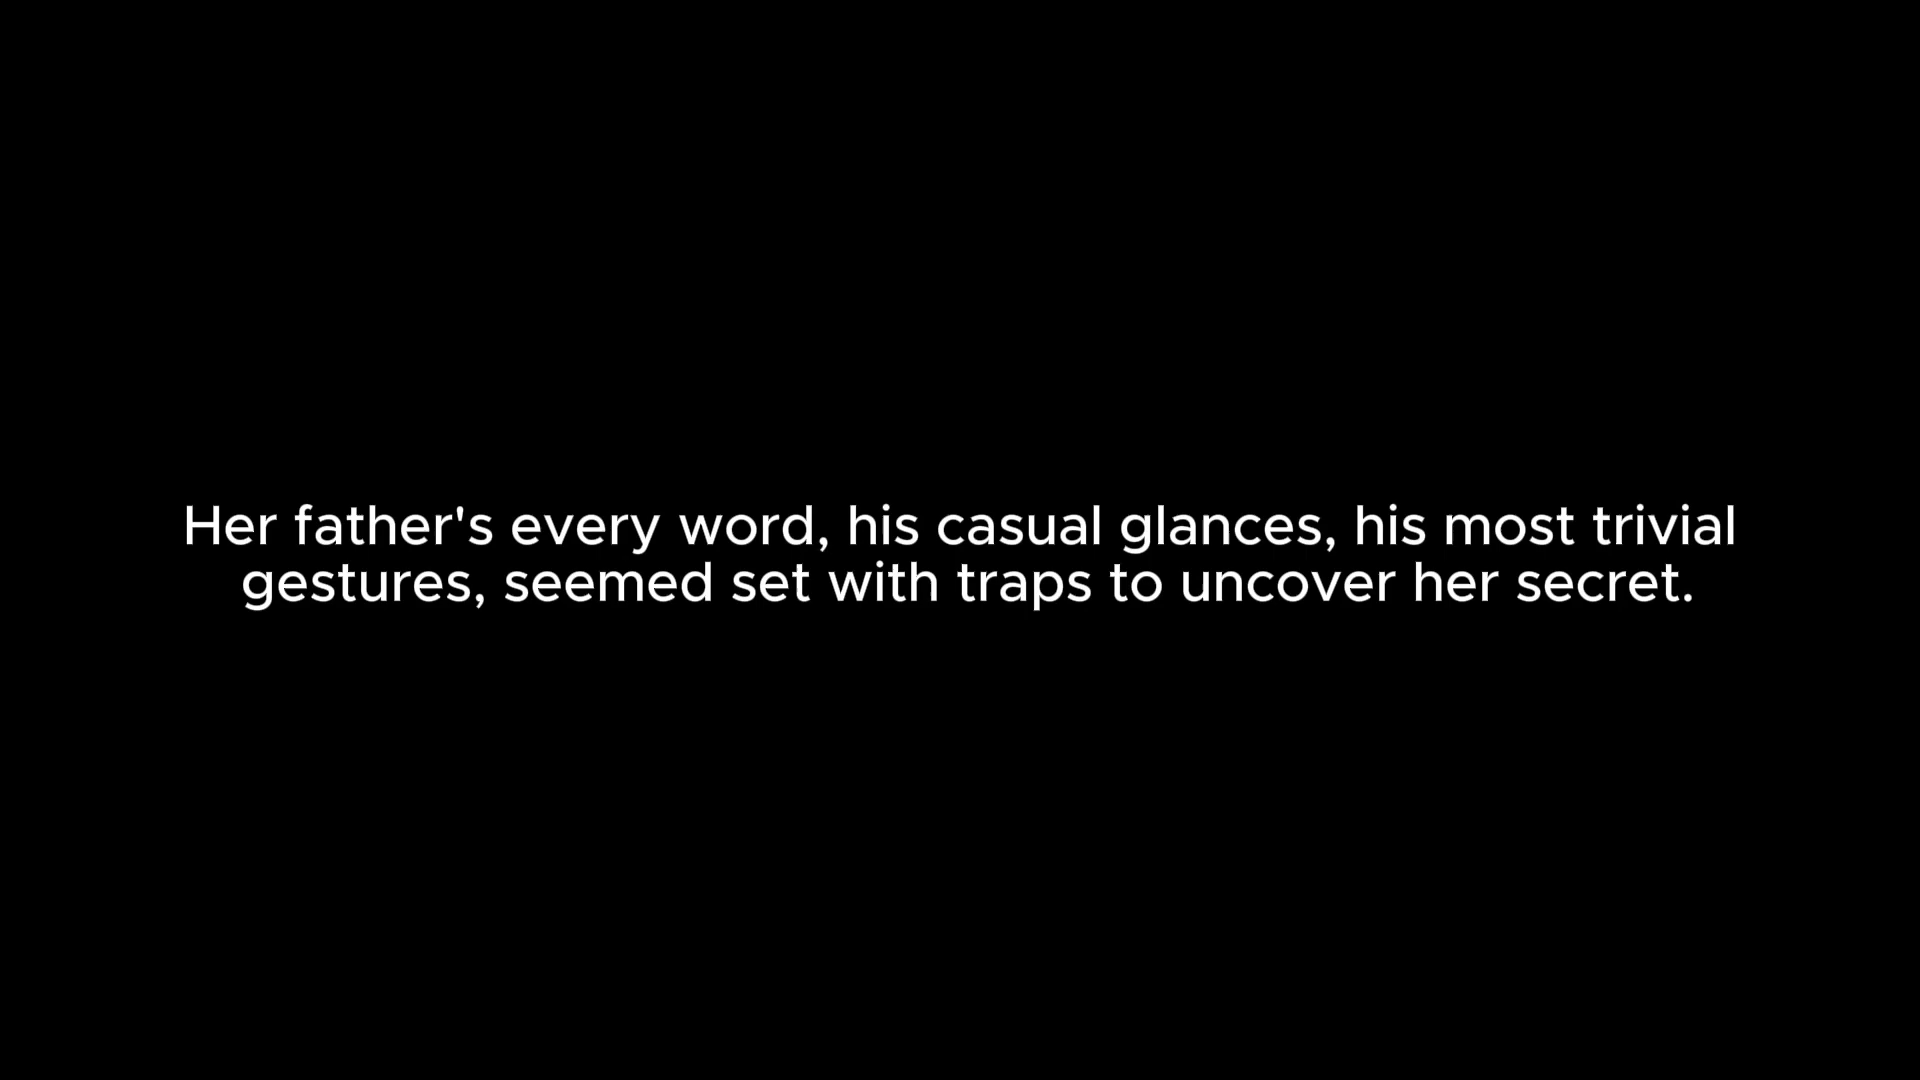 Her father's every word, his casual glances, his most trivial
gestures, seemed set with traps to uncover her secret.